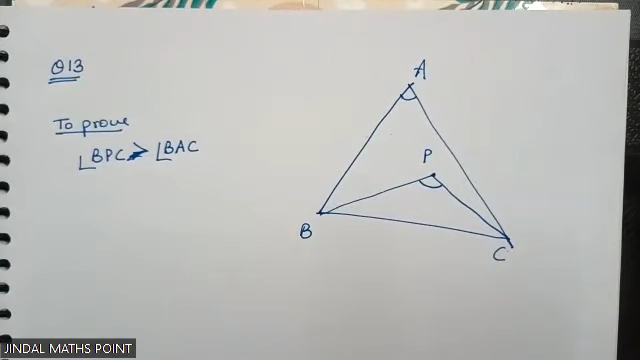 Q13
To prove
∠BPC > ∠BAC
A
P
B
C
JINDAL MATHS POINT